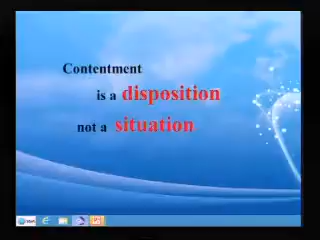 Contentment
is a disposition
not a situation